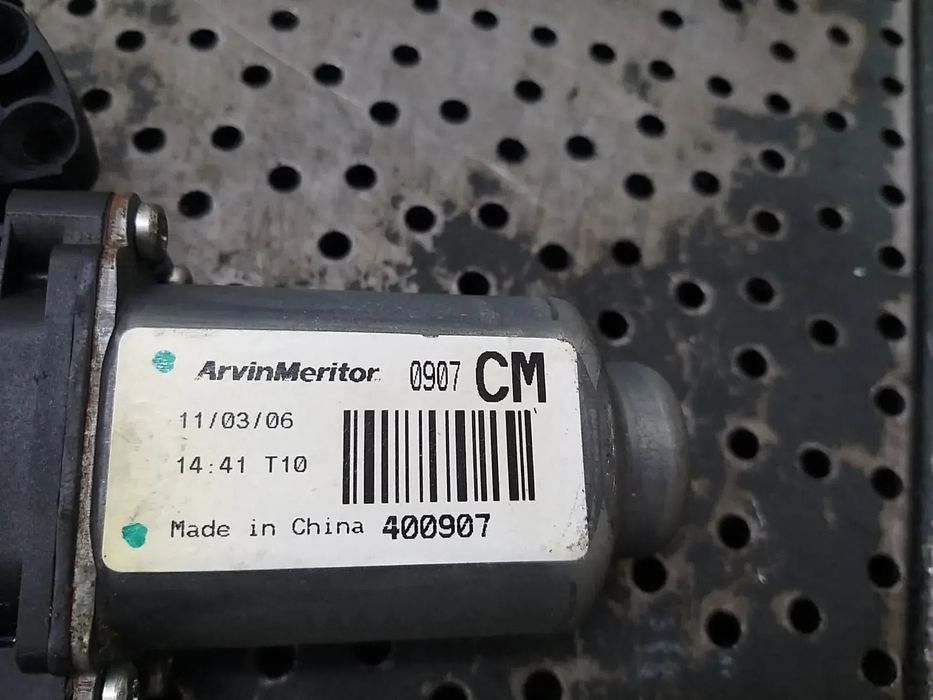 ArvinMeritor 0907 CM
11/03/06
14:41 T10
Made in China 400907